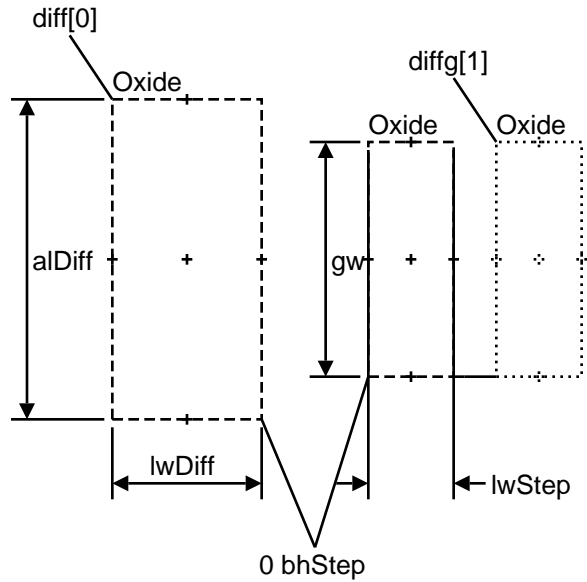 diff[0]
diffg[1]
Oxide
Oxide
Oxide
alDiff
gw
lwDiff
lwStep
0 bhStep